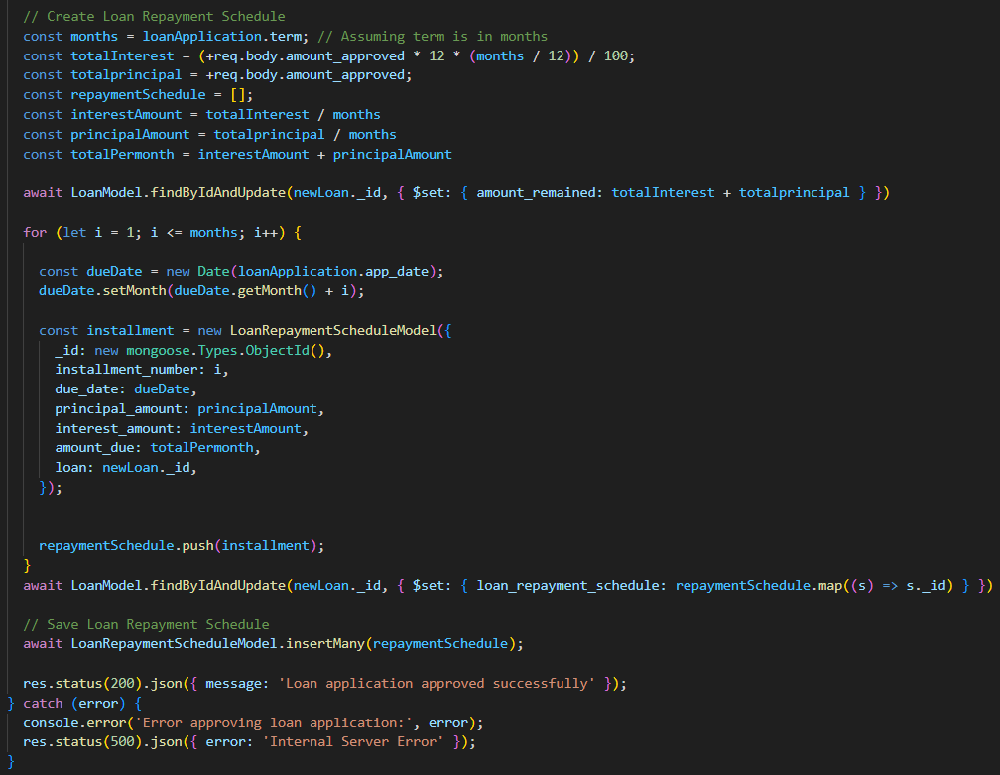 // Create Loan Repayment Schedule
const months = loanApplication.term; // Assuming term is in months
const totalInterest = (+req.body.amount_approved * 12 * (months / 12)) / 100;
const totalprincipal = +req.body.amount_approved;
const repaymentSchedule = [];
const interestAmount = totalInterest / months
const principalAmount = totalprincipal / months
const totalPermonth = interestAmount + principalAmount
await LoanModel.findByIdAndUpdate(newLoan._id, { $set: { amount_remained: totalInterest + totalprincipal } })
for (let i = 1; i <= months; i++) {
const dueDate = new Date(loanApplication.app_date);
dueDate.setMonth(dueDate.getMonth() + i);
const installment = new LoanRepaymentScheduleModel({
_id: new mongoose.Types.ObjectId(),
installment_number: i,
due_date: dueDate,
principal_amount: principalAmount,
interest_amount: interestAmount,
amount_due: totalPermonth,
loan: newLoan._id,
});
repaymentSchedule.push(installment);
}
await LoanModel.findByIdAndUpdate(newLoan._id, { $set: { loan_repayment_schedule: repaymentSchedule.map((s) => s._id) } })
// Save Loan Repayment Schedule
await LoanRepaymentScheduleModel.insertMany(repaymentSchedule);
res.status(200).json({ message: 'Loan application approved successfully' });
} catch (error) {
console.error('Error approving loan application:', error);
res.status(500).json({ error: 'Internal Server Error' });
}